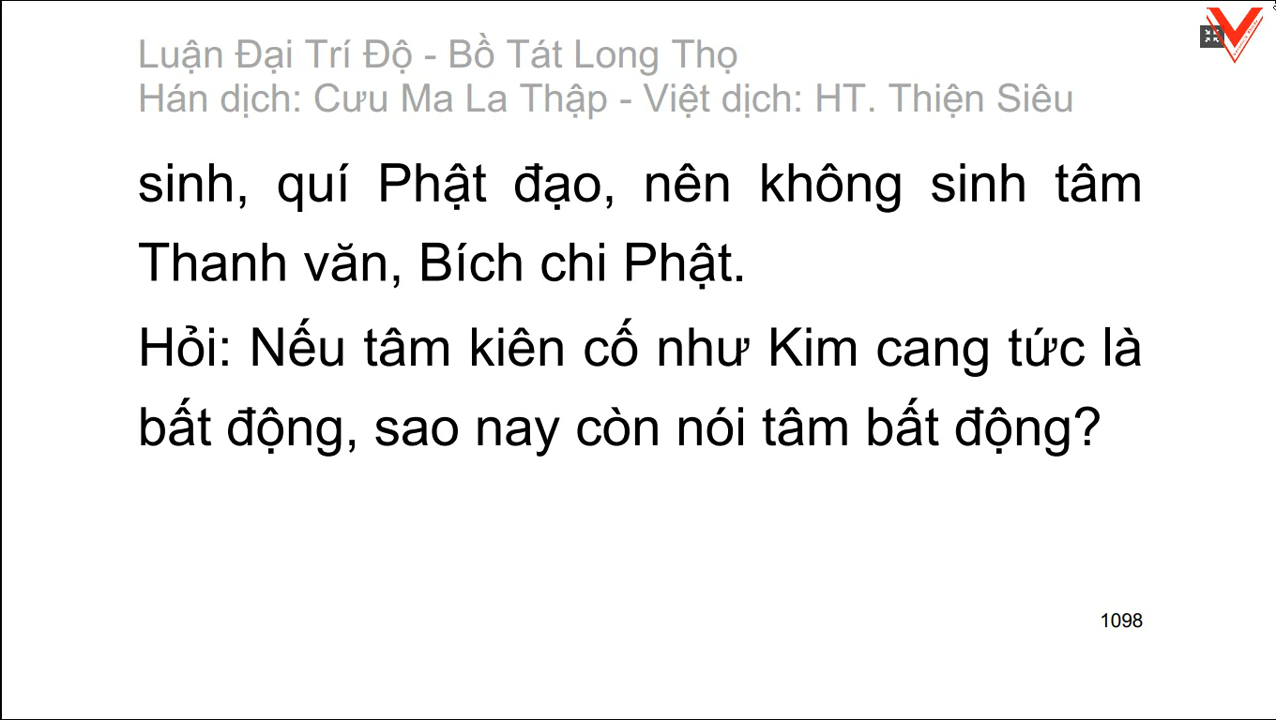 Luận Đại Trí Độ - Bồ Tát Long Thọ
Hán dịch: Cưu Ma La Thập - Việt dịch: HT. Thiện Siêu
sinh, quí Phật đạo, nên không sinh tâm
Thanh văn, Bích chi Phật.
Hỏi: Nếu tâm kiên cố như Kim cang tức là
bất động, sao nay còn nói tâm bất động?
1098